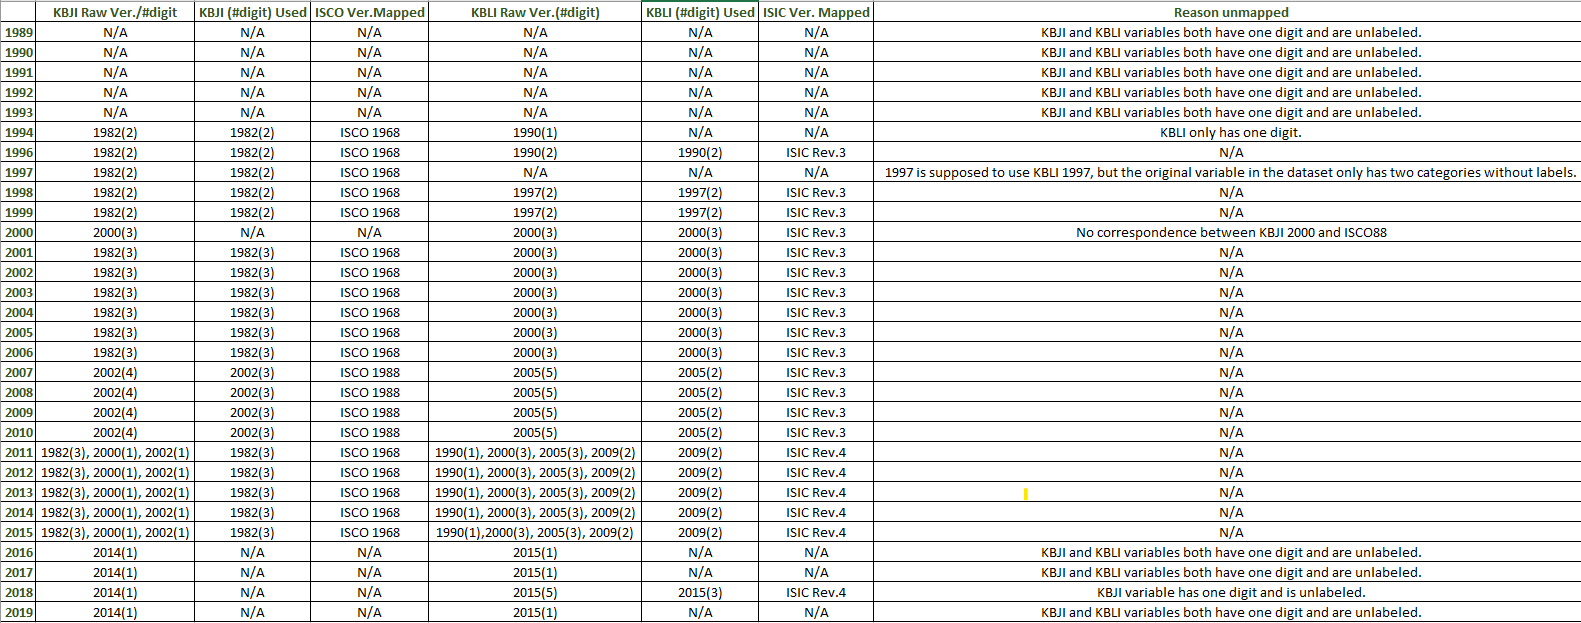 KBJI Raw Ver./#digit KBJI (#digit) Used ISCO Ver.Mapped KBLI Raw Ver.(#digit) KBLI (#digit) Used ISIC Ver. Mapped Reason unmapped
1989 N/A N/A N/A N/A N/A N/A KBJI and KBLI variables both have one digit and are unlabeled.
1990 N/A N/A N/A N/A N/A N/A KBJI and KBLI variables both have one digit and are unlabeled.
1991 N/A N/A N/A N/A N/A N/A KBJI and KBLI variables both have one digit and are unlabeled.
1992 N/A N/A N/A N/A N/A N/A KBJI and KBLI variables both have one digit and are unlabeled.
1993 N/A N/A N/A N/A N/A N/A KBJI and KBLI variables both have one digit and are unlabeled.
1994 1982(2) 1982(2) ISCO 1968 1990(1) N/A N/A KBLI only has one digit.
1996 1982(2) 1982(2) ISCO 1968 1990(2) 1990(2) ISIC Rev.3 N/A
1997 1982(2) 1982(2) ISCO 1968 N/A N/A N/A 1997 is supposed to use KBLI 1997, but the original variable in the dataset only has two categories without labels.
1998 1982(2) 1982(2) ISCO 1968 1997(2) 1997(2) ISIC Rev.3 N/A
1999 1982(2) 1982(2) ISCO 1968 1997(2) 1997(2) ISIC Rev.3 N/A
2000 2000(3) N/A N/A 2000(3) 2000(3) ISIC Rev.3 No correspondence between KBJI 2000 and ISCO88
2001 1982(3) 1982(3) ISCO 1968 2000(3) 2000(3) ISIC Rev.3 N/A
2002 1982(3) 1982(3) ISCO 1968 2000(3) 2000(3) ISIC Rev.3 N/A
2003 1982(3) 1982(3) ISCO 1968 2000(3) 2000(3) ISIC Rev.3 N/A
2004 1982(3) 1982(3) ISCO 1968 2000(3) 2000(3) ISIC Rev.3 N/A
2005 1982(3) 1982(3) ISCO 1968 2000(3) 2000(3) ISIC Rev.3 N/A
2006 1982(3) 1982(3) ISCO 1968 2000(3) 2000(3) ISIC Rev.3 N/A
2007 2002(4) 2002(3) ISCO 1988 2005(5) 2005(2) ISIC Rev.3 N/A
2008 2002(4) 2002(3) ISCO 1988 2005(5) 2005(2) ISIC Rev.3 N/A
2009 2002(4) 2002(3) ISCO 1988 2005(5) 2005(2) ISIC Rev.3 N/A
2010 2002(4) 2002(3) ISCO 1988 2005(5) 2005(2) ISIC Rev.3 N/A
2011 1982(3), 2000(1), 2002(1) 1982(3) ISCO 1968 1990(1), 2000(3), 2005(3), 2009(2) 2009(2) ISIC Rev.4 N/A
2012 1982(3), 2000(1), 2002(1) 1982(3) ISCO 1968 1990(1), 2000(3), 2005(3), 2009(2) 2009(2) ISIC Rev.4 N/A
2013 1982(3), 2000(1), 2002(1) 1982(3) ISCO 1968 1990(1), 2000(3), 2005(3), 2009(2) 2009(2) ISIC Rev.4 N/A
2014 1982(3), 2000(1), 2002(1) 1982(3) ISCO 1968 1990(1), 2000(3), 2005(3), 2009(2) 2009(2) ISIC Rev.4 N/A
2015 1982(3), 2000(1), 2002(1) 1982(3) ISCO 1968 1990(1),2000(3), 2005(3), 2009(2) 2009(2) ISIC Rev.4 N/A
2016 2014(1) N/A N/A 2015(1) N/A N/A KBJI and KBLI variables both have one digit and are unlabeled.
2017 2014(1) N/A N/A 2015(1) N/A N/A KBJI and KBLI variables both have one digit and are unlabeled.
2018 2014(1) N/A N/A 2015(5) 2015(3) ISIC Rev.4 KBJI variable has one digit and is unlabeled.
2019 2014(1) N/A N/A 2015(1) N/A N/A KBJI and KBLI variables both have one digit and are unlabeled.